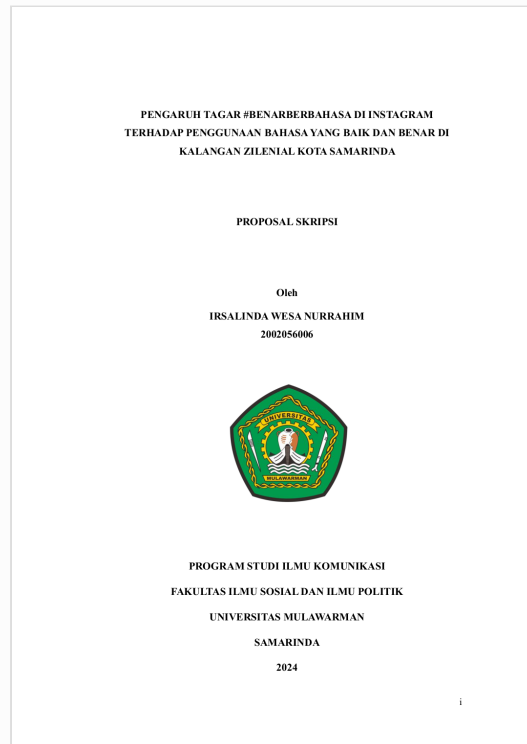 PENGARUH TAGAR #BENARBERBAHASA DI INSTAGRAM
TERHADAP PENGGUNAAN BAHASA YANG BAIK DAN BENAR DI
KALANGAN ZILENIAL KOTA SAMARINDA
PROPOSAL SKRIPSI
Oleh
IRSALINDA WESA NURRAHIM
2002056006
UNIVERSITAS
MULAWARMAN
PROGRAM STUDI ILMU KOMUNIKASI
FAKULTAS ILMU SOSIAL DAN ILMU POLITIK
UNIVERSITAS MULAWARMAN
SAMARINDA
2024
i